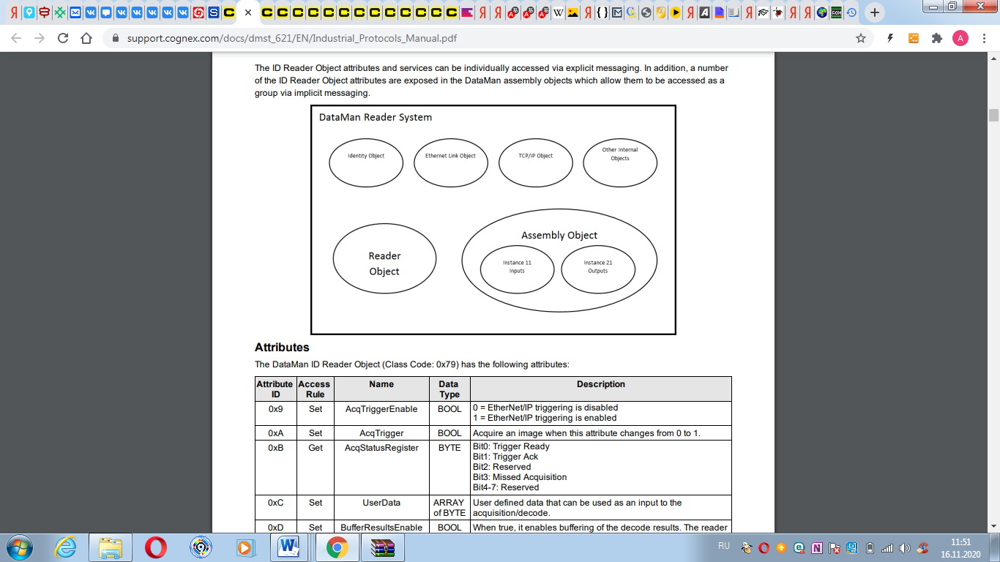 support.cognex.com/docs/dmst_621/EN/Industrial_Protocols_Manual.pdf
A
The ID Reader Object attributes and services can be individually accessed via explicit messaging. In addition, a number
of the ID Reader Object attributes are exposed in the DataMan assembly objects which allow them to be accessed as a
group via implicit messaging.
DataMan Reader System
Identity Object
Ethernet Link Object
TCP/IP Object
Other Internal
Objects
Reader
Object
Assembly Object
Instance 11
Inputs
Instance 21
Outputs
Attributes
The DataMan ID Reader Object (Class Code: 0x79) has the following attributes:
Attribute ID Access Rule Name Data Type Description
0x9 Set AcqTriggerEnable BOOL 0 = EtherNet/IP triggering is disabled
1 = EtherNet/IP triggering is enabled
0xA Set AcqTrigger BOOL Acquire an image when this attribute changes from 0 to 1.
0xB Get AcqStatusRegister BYTE Bit0: Trigger Ready
Bit1: Trigger Ack
Bit2: Reserved
Bit3: Missed Acquisition
Bit4-7: Reserved
0xC Set UserData ARRAY of BYTE User defined data that can be used as an input to the
acquisition/decode.
0xD Set BufferResultsEnable BOOL When true, it enables buffering of the decode results. The reader
RU
11:51
16.11.2020